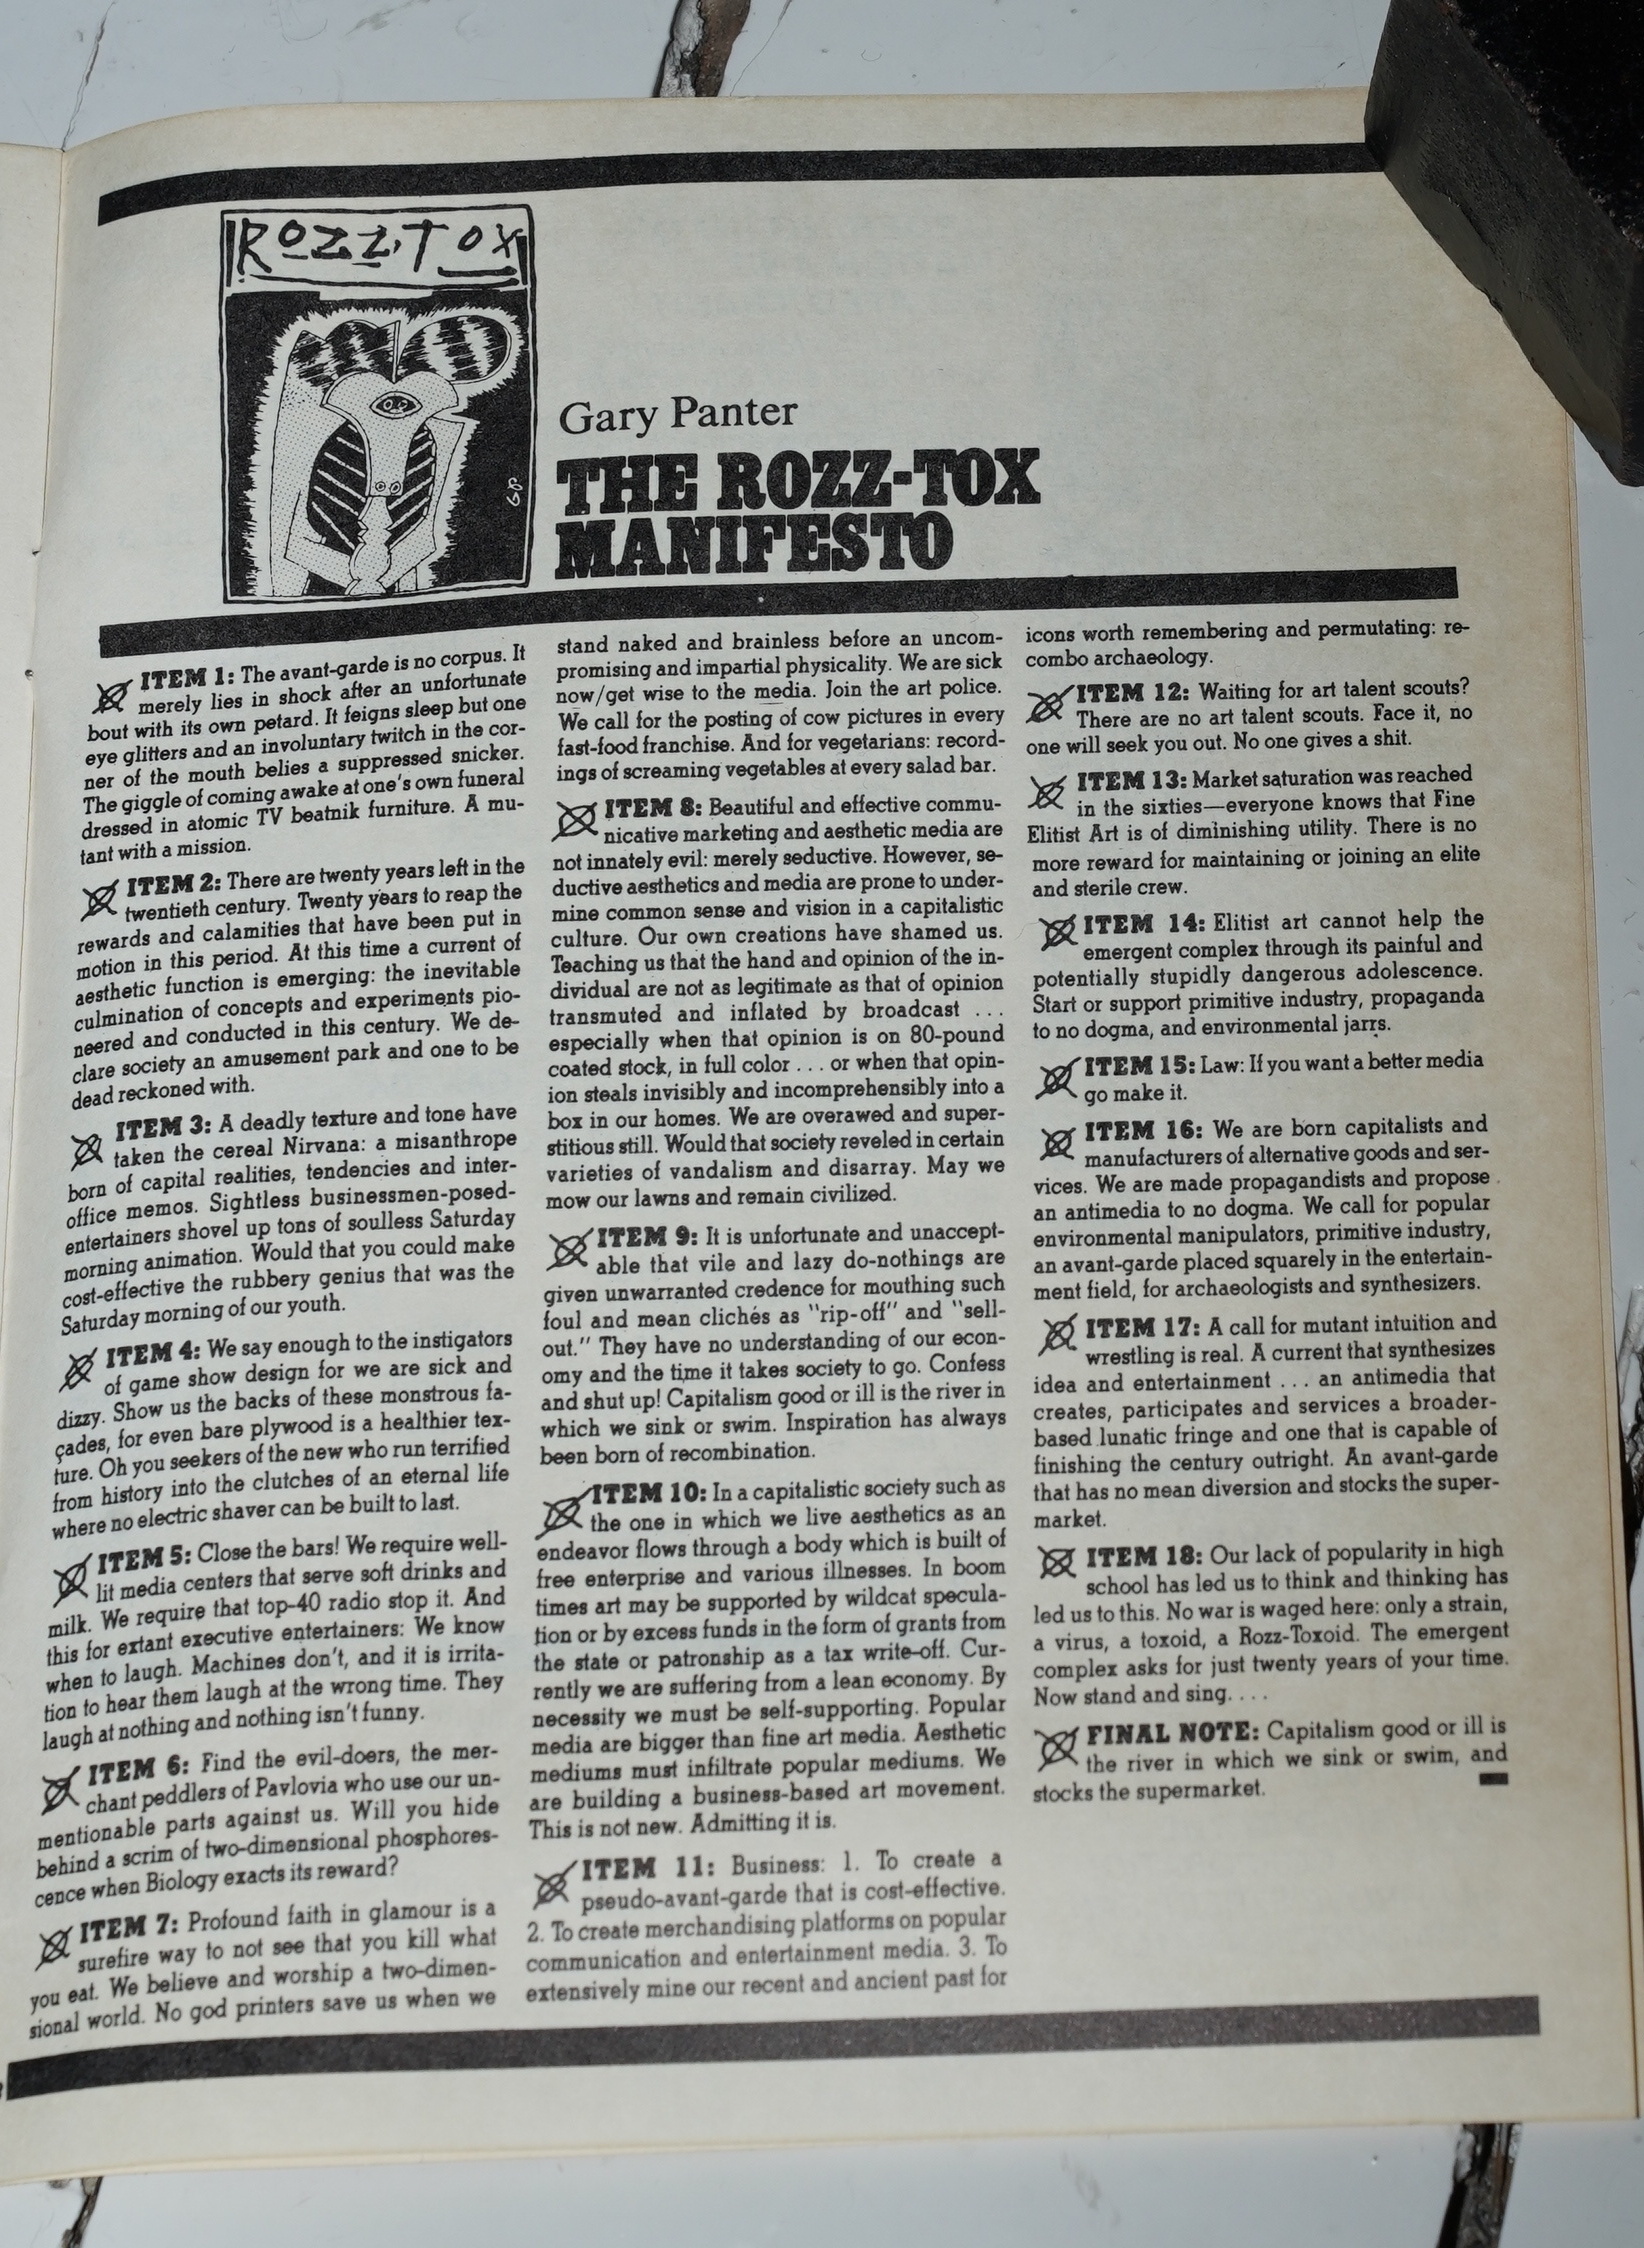 ROZZ-TOX
GP
Gary Panter
THE ROZZ-TOX
MANIFESTO
ITEM 1: The avant-garde is no corpus. It
merely lies in shock after an unfortunate
bout with its own petard. It feigns sleep but one
eye glitters and an involuntary twitch in the cor-
ner of the mouth belies a suppressed snicker.
The giggle of coming awake at one's own funeral
dressed in atomic TV beatnik furniture. A mu-
tant with a mission.
ITEM 2: There are twenty years left in the
twentieth century. Twenty years to reap the
rewards and calamities that have been put in
motion in this period. At this time a current of
aesthetic function is emerging: the inevitable
culmination of concepts and experiments pio-
neered and conducted in this century. We de-
clare society an amusement park and one to be
dead reckoned with.
ITEM 3: A deadly texture and tone have
taken the cereal Nirvana: a misanthrope
born of capital realities, tendencies and inter-
office memos. Sightless businessmen-posed-
entertainers shovel up tons of soulless Saturday
morning animation. Would that you could make
cost-effective the rubbery genius that was the
Saturday morning of our youth.
ITEM 4: We say enough to the instigators
of game show design for we are sick and
dizzy. Show us the backs of these monstrous fa-
çades, for even bare plywood is a healthier tex-
ture. Oh you seekers of the new who run terrified
from history into the clutches of an eternal life
where no electric shaver can be built to last.
ITEM 5: Close the bars! We require well-
lit media centers that serve soft drinks and
milk. We require that top-40 radio stop it. And
this for extant executive entertainers: We know
when to laugh. Machines don't, and it is irrita-
tion to hear them laugh at the wrong time. They
laugh at nothing and nothing isn't funny.
ITEM 6: Find the evil-doers, the mer-
chant peddlers of Pavlovia who use our un-
mentionable parts against us. Will you hide
behind a scrim of two-dimensional phosphores-
cence when Biology exacts its reward?
ITEM 7: Profound faith in glamour is a
surefire way to not see that you kill what
you eat. We believe and worship a two-dimen-
sional world. No god printers save us when we
stand naked and brainless before an uncom-
promising and impartial physicality. We are sick
now/get wise to the media. Join the art police.
We call for the posting of cow pictures in every
fast-food franchise. And for vegetarians: record-
ings of screaming vegetables at every salad bar.
ITEM 8: Beautiful and effective commu-
nicative marketing and aesthetic media are
not innately evil: merely seductive. However, se-
ductive aesthetics and media are prone to under-
mine common sense and vision in a capitalistic
culture. Our own creations have shamed us.
Teaching us that the hand and opinion of the in-
dividual are not as legitimate as that of opinion
transmuted and inflated by broadcast ...
especially when that opinion is on 80-pound
coated stock, in full color ... or when that opin-
ion steals invisibly and incomprehensibly into a
box in our homes. We are overawed and super-
stitious still. Would that society reveled in certain
varieties of vandalism and disarray. May we
mow our lawns and remain civilized.
ITEM 9: It is unfortunate and unaccept-
able that vile and lazy do-nothings are
given unwarranted credence for mouthing such
foul and mean clichés as "rip-off" and "sell-
out." They have no understanding of our econ-
omy and the time it takes society to go. Confess
and shut up! Capitalism good or ill is the river in
which we sink or swim. Inspiration has always
been born of recombination.
ITEM 10: In a capitalistic society such as
the one in which we live aesthetics as an
endeavor flows through a body which is built of
free enterprise and various illnesses. In boom
times art may be supported by wildcat specula-
tion or by excess funds in the form of grants from
the state or patronship as a tax write-off. Cur-
rently we are suffering from a lean economy. By
necessity we must be self-supporting. Popular
media are bigger than fine art media. Aesthetic
mediums must infiltrate popular mediums. We
are building a business-based art movement.
This is not new. Admitting it is.
ITEM 11: Business: 1. To create a
pseudo-avant-garde that is cost-effective.
2. To create merchandising platforms on popular
communication and entertainment media. 3. To
extensively mine our recent and ancient past for
icons worth remembering and permutating: re-
combo archaeology.
ITEM 12: Waiting for art talent scouts?
There are no art talent scouts. Face it, no
one will seek you out. No one gives a shit.
ITEM 13: Market saturation was reached
in the sixties—everyone knows that Fine
Elitist Art is of diminishing utility. There is no
more reward for maintaining or joining an elite
and sterile crew.
ITEM 14: Elitist art cannot help the
emergent complex through its painful and
potentially stupidly dangerous adolescence.
Start or support primitive industry, propaganda
to no dogma, and environmental jarrs.
ITEM 15: Law: If you want a better media
go make it.
ITEM 16: We are born capitalists and
manufacturers of alternative goods and ser-
vices. We are made propagandists and propose
an antimedia to no dogma. We call for popular
environmental manipulators, primitive industry,
an avant-garde placed squarely in the entertain-
ment field, for archaeologists and synthesizers.
ITEM 17: A call for mutant intuition and
wrestling is real. A current that synthesizes
idea and entertainment ... an antimedia that
creates, participates and services a broader-
based lunatic fringe and one that is capable of
finishing the century outright. An avant-garde
that has no mean diversion and stocks the super-
market.
ITEM 18: Our lack of popularity in high
school has led us to think and thinking has
led us to this. No war is waged here: only a strain,
a virus, a toxoid, a Rozz-Toxoid. The emergent
complex asks for just twenty years of your time.
Now stand and sing....
FINAL NOTE: Capitalism good or ill is
the river in which we sink or swim, and
stocks the supermarket.